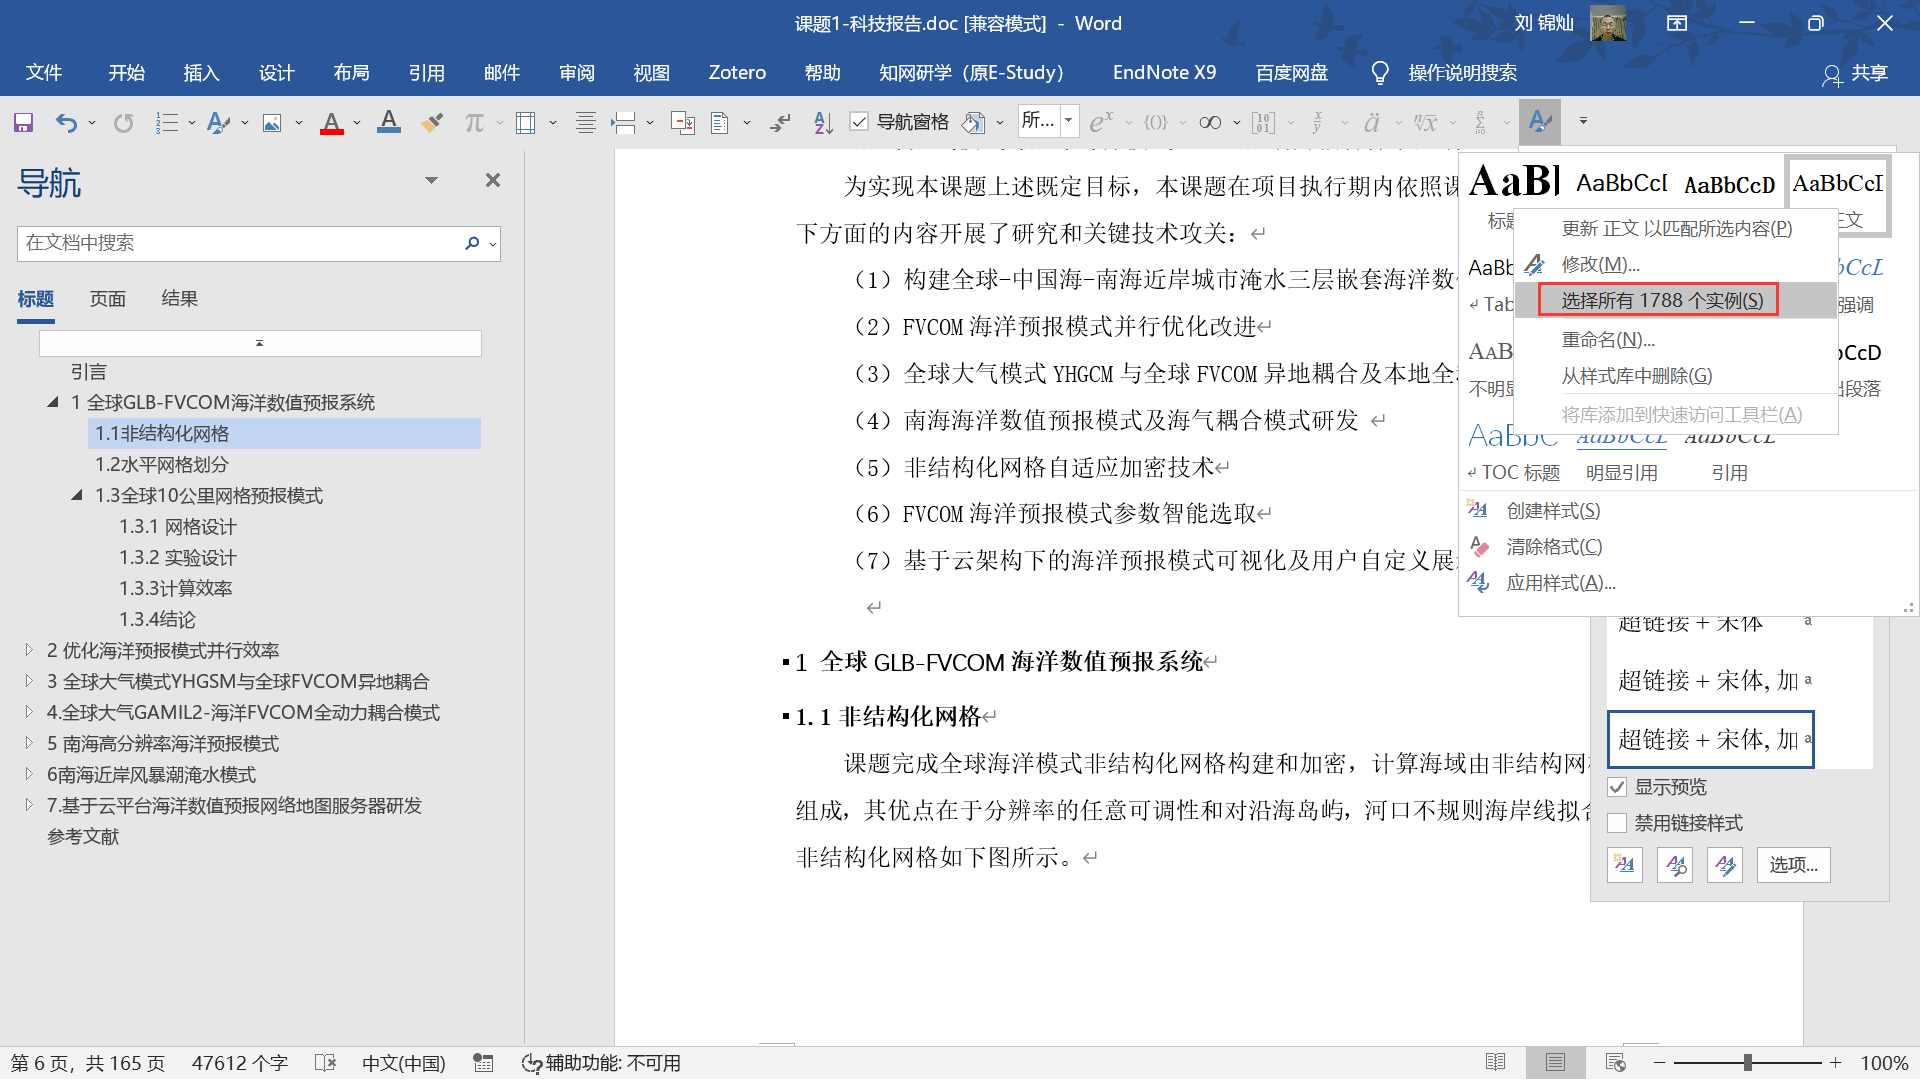 课题1-科技报告.doc [兼容模式] - Word
刘 锦灿
文件 开始 插入 设计 布局 引用 邮件 审阅 视图 Zotero 帮助 知网研学（原E-Study） EndNote X9 百度网盘 操作说明搜索 共享
导航窗格 所...
导航
在文档中搜索
标题 页面 结果
引言
1 全球GLB-FVCOM海洋数值预报系统
1.1非结构化网格
1.2水平网格划分
1.3全球10公里网格预报模式
1.3.1 网格设计
1.3.2 实验设计
1.3.3计算效率
1.3.4结论
2 优化海洋预报模式并行效率
3 全球大气模式YHGSM与全球FVCOM异地耦合
4.全球大气GAMIL2-海洋FVCOM全动力耦合模式
5 南海高分辨率海洋预报模式
6南海近岸风暴潮淹水模式
7.基于云平台海洋数值预报网络地图服务器研发
参考文献
为实现本课题上述既定目标，本课题在项目执行期内依照课
下方面的内容开展了研究和关键技术攻关：
（1）构建全球-中国海-南海近岸城市淹水三层嵌套海洋数
（2）FVCOM 海洋预报模式并行优化改进
（3）全球大气模式 YHGCM 与全球 FVCOM 异地耦合及本地全
（4）南海海洋数值预报模式及海气耦合模式研发
（5）非结构化网格自适应加密技术
（6）FVCOM 海洋预报模式参数智能选取
（7）基于云架构下的海洋预报模式可视化及用户自定义展
1 全球 GLB-FVCOM 海洋数值预报系统
1.1 非结构化网格
课题完成全球海洋模式非结构化网格构建和加密，计算海域由非结构网
组成，其优点在于分辨率的任意可调性和对沿海岛屿，河口不规则海岸线拟
非结构化网格如下图所示。
AaBl AaBbCcI AaBbCcD AaBbCcI
标题 正文
更新 正文 以匹配所选内容(P)
修改(M)...
选择所有 1788 个实例(S)
重命名(N)...
从样式库中删除(G)
将库添加到快速访问工具栏(A)
AaBb bCcL
Tab 强调
AaB bCcD
不明显 出段落
AaBbC AaBbCcL AaBbCcL
TOC 标题 明显引用 引用
创建样式(S)
清除格式(C)
应用样式(A)...
超链接 + 宋体 a
超链接 + 宋体, 加 a
超链接 + 宋体, 加 a
显示预览
禁用链接样式
选项...
第 6 页，共 165 页 47612 个字 中文(中国) 辅助功能: 不可用 100%